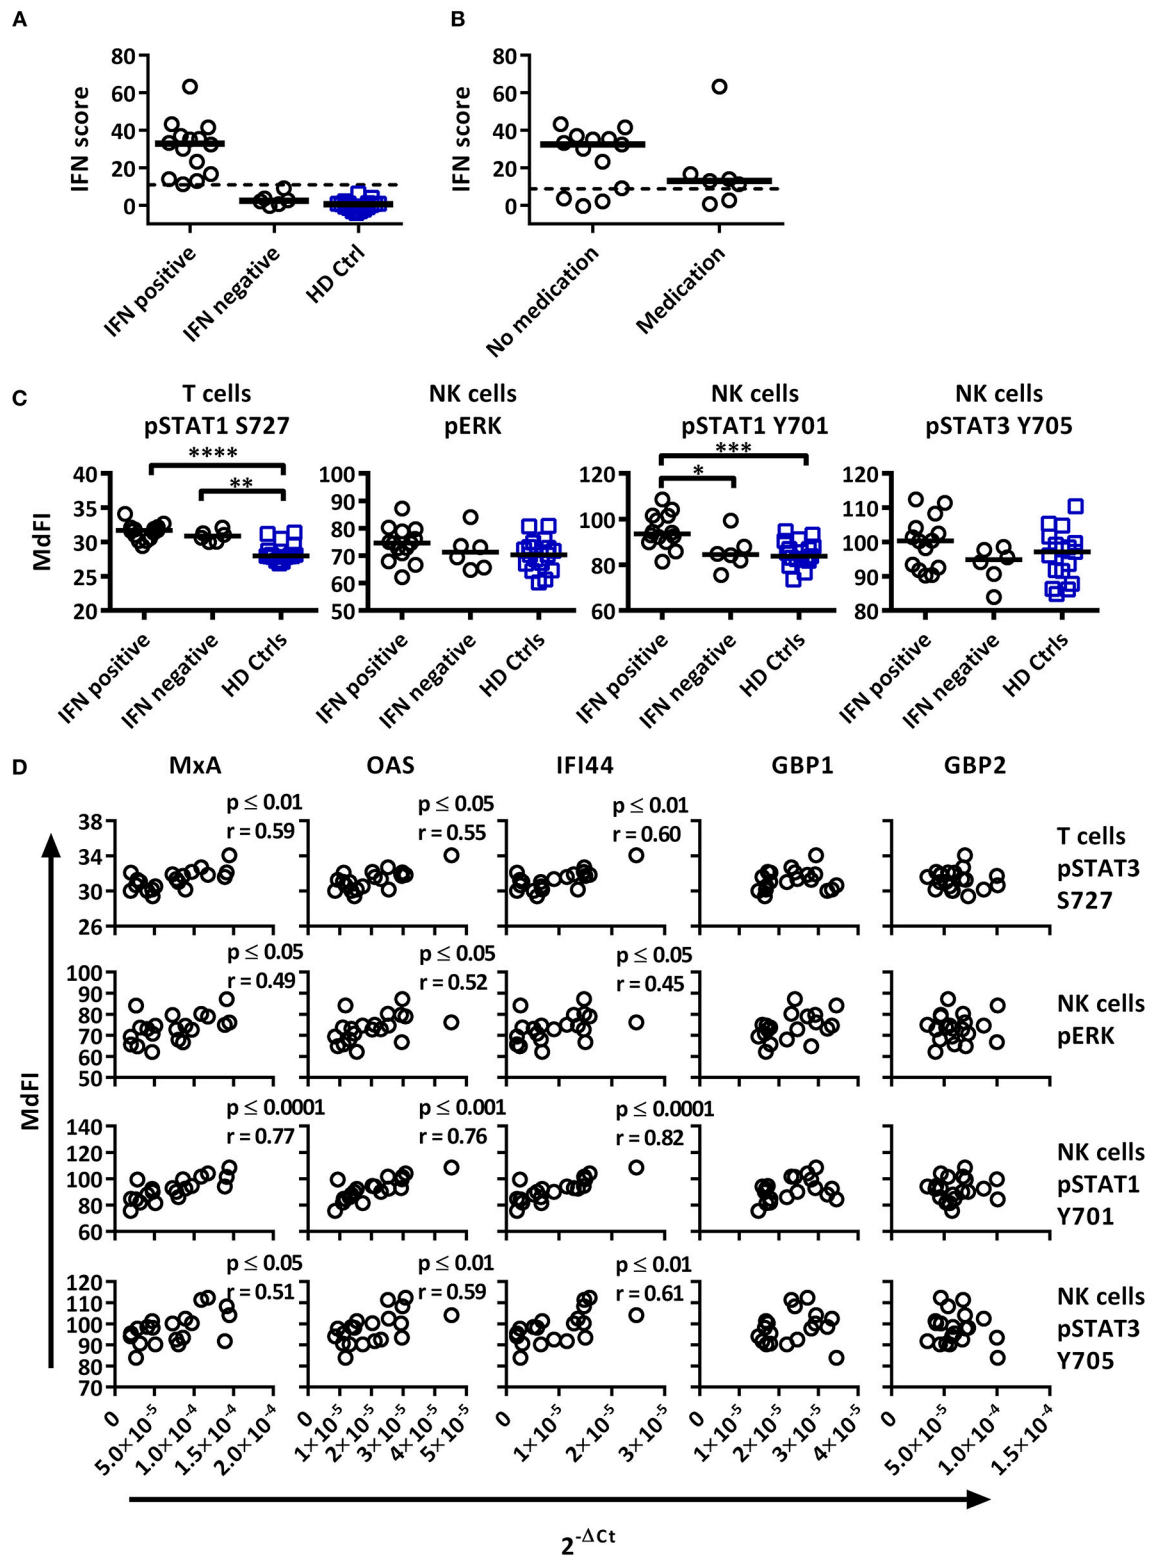 A
B
80
60
40
20
0
IFN score
IFN positive
IFN negative
HD Ctrl
80
60
40
20
0
IFN score
No medication
Medication
C
T cells
pSTAT1 S727
NK cells
pERK
NK cells
pSTAT1 Y701
NK cells
pSTAT3 Y705
MdFI
40
35
30
25
20
****
**
IFN positive
IFN negative
HD Ctrls
100
90
80
70
60
50
IFN positive
IFN negative
HD Ctrls
120
100
80
60
***
*
IFN positive
IFN negative
HD Ctrls
120
110
100
90
80
IFN positive
IFN negative
HD Ctrls
D
MxA
OAS
IFI44
GBP1
GBP2
38
34
30
26
p ≤ 0.01
r = 0.59
p ≤ 0.05
r = 0.55
p ≤ 0.01
r = 0.60
T cells
pSTAT3
S727
100
90
80
70
60
50
p ≤ 0.05
r = 0.49
p ≤ 0.05
r = 0.52
p ≤ 0.05
r = 0.45
NK cells
pERK
MdFI
140
120
100
80
60
p ≤ 0.0001
r = 0.77
p ≤ 0.001
r = 0.76
p ≤ 0.0001
r = 0.82
NK cells
pSTAT1
Y701
120
110
100
90
80
70
p ≤ 0.05
r = 0.51
p ≤ 0.01
r = 0.59
p ≤ 0.01
r = 0.61
NK cells
pSTAT3
Y705
0
5.0×10⁻⁵
1.0×10⁻⁴
1.5×10⁻⁴
2.0×10⁻⁴
0
1×10⁻⁵
2×10⁻⁵
3×10⁻⁵
4×10⁻⁵
5×10⁻⁵
0
1×10⁻⁵
2×10⁻⁵
3×10⁻⁵
0
1×10⁻⁵
2×10⁻⁵
3×10⁻⁵
4×10⁻⁵
0
5.0×10⁻⁵
1.0×10⁻⁴
1.5×10⁻⁴
2^-ΔCt